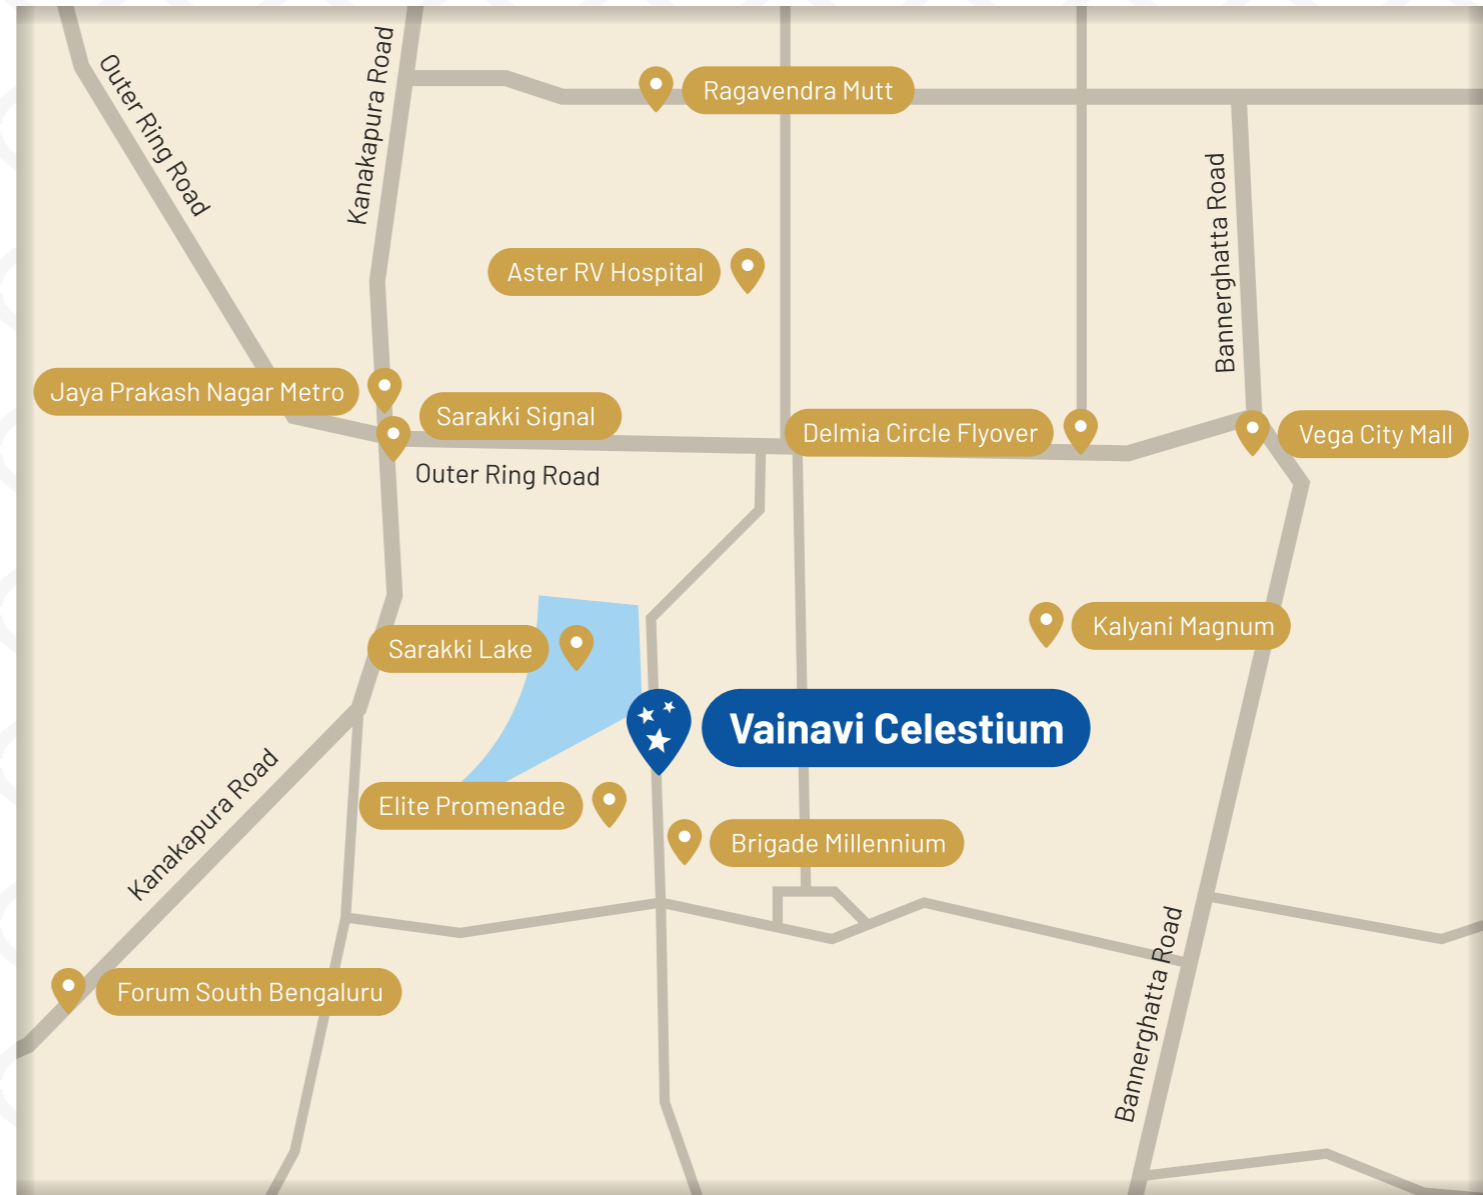 Outer Ring Road
Kanakapura Road
Ragavendra Mutt
Bannerghatta Road
Aster RV Hospital
Jaya Prakash Nagar Metro
Sarakki Signal
Delmia Circle Flyover
Vega City Mall
Outer Ring Road
Kalyani Magnum
Sarakki Lake
Vainavi Celestium
Elite Promenade
Kanakapura Road
Brigade Millennium
Forum South Bengaluru
Bannerghatta Road